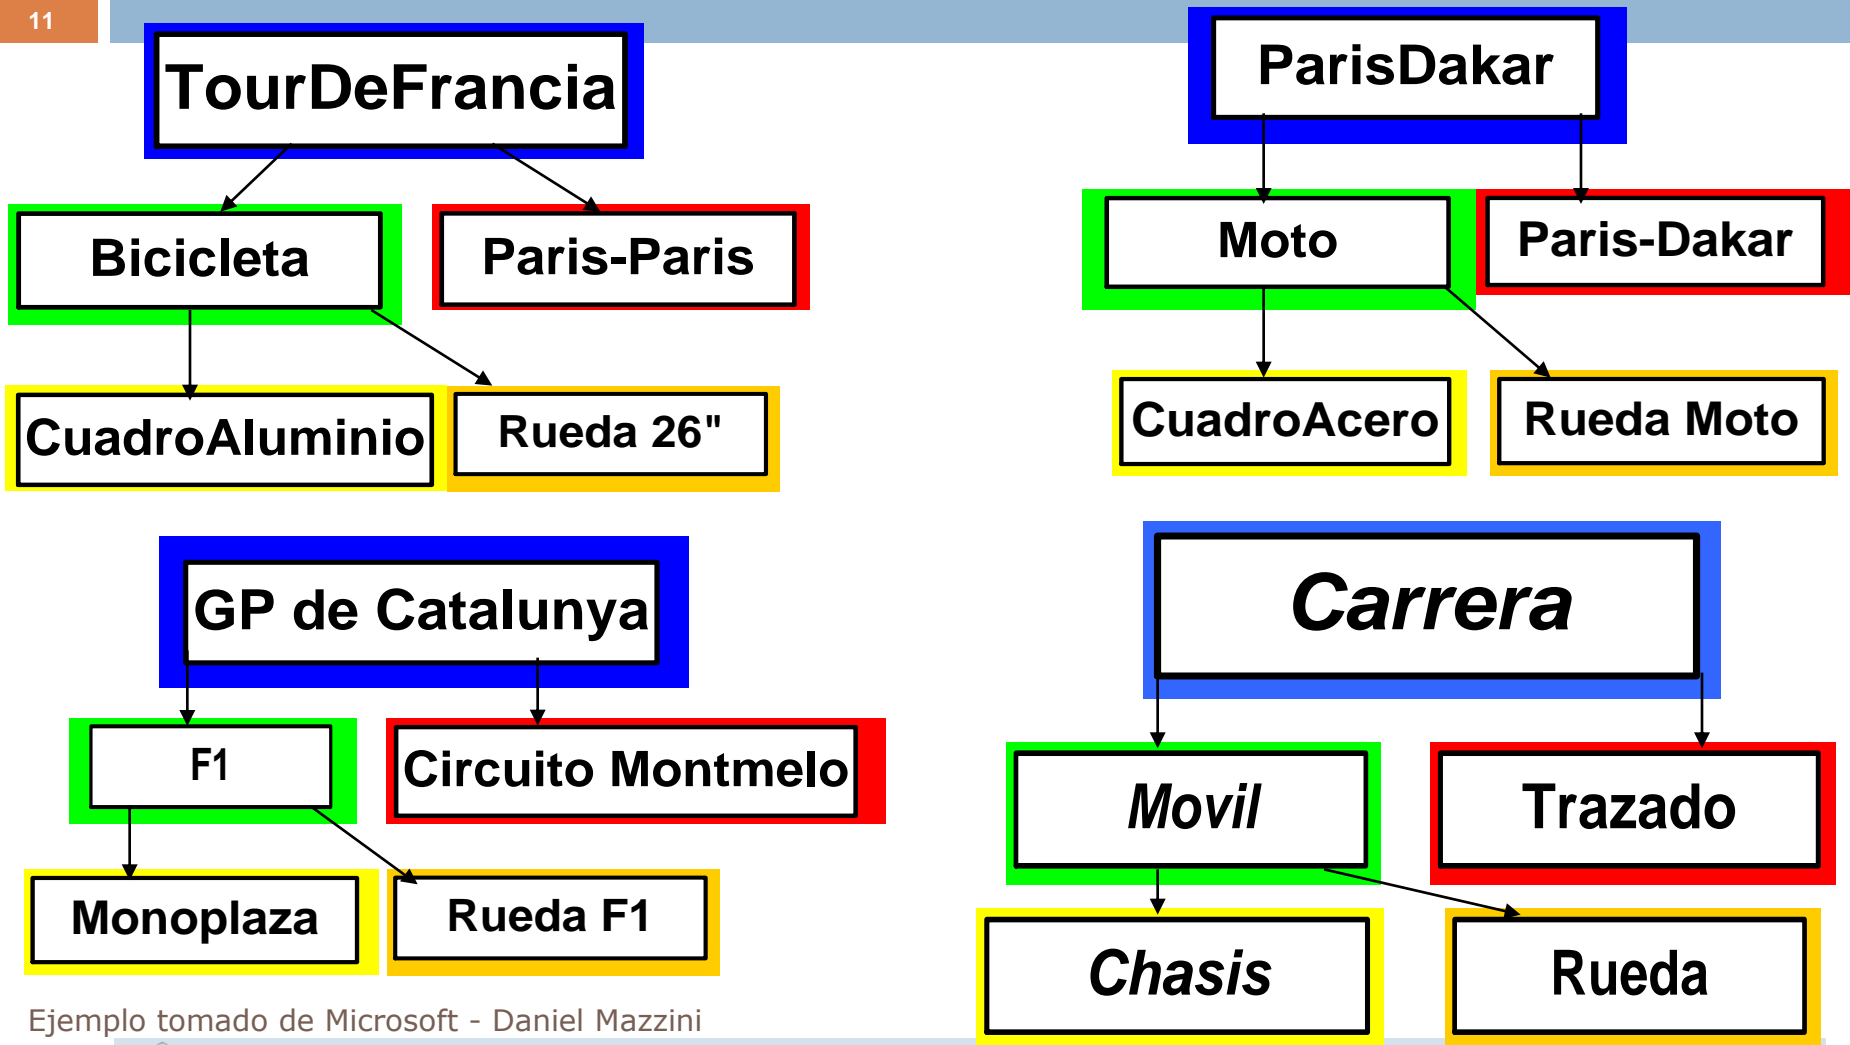 11
TourDeFrancia
Bicicleta
Paris-Paris
CuadroAluminio
Rueda 26"
ParisDakar
Moto
Paris-Dakar
CuadroAcero
Rueda Moto
GP de Catalunya
F1
Circuito Montmelo
Monoplaza
Rueda F1
Carrera
Movil
Trazado
Chasis
Rueda
Ejemplo tomado de Microsoft - Daniel Mazzini